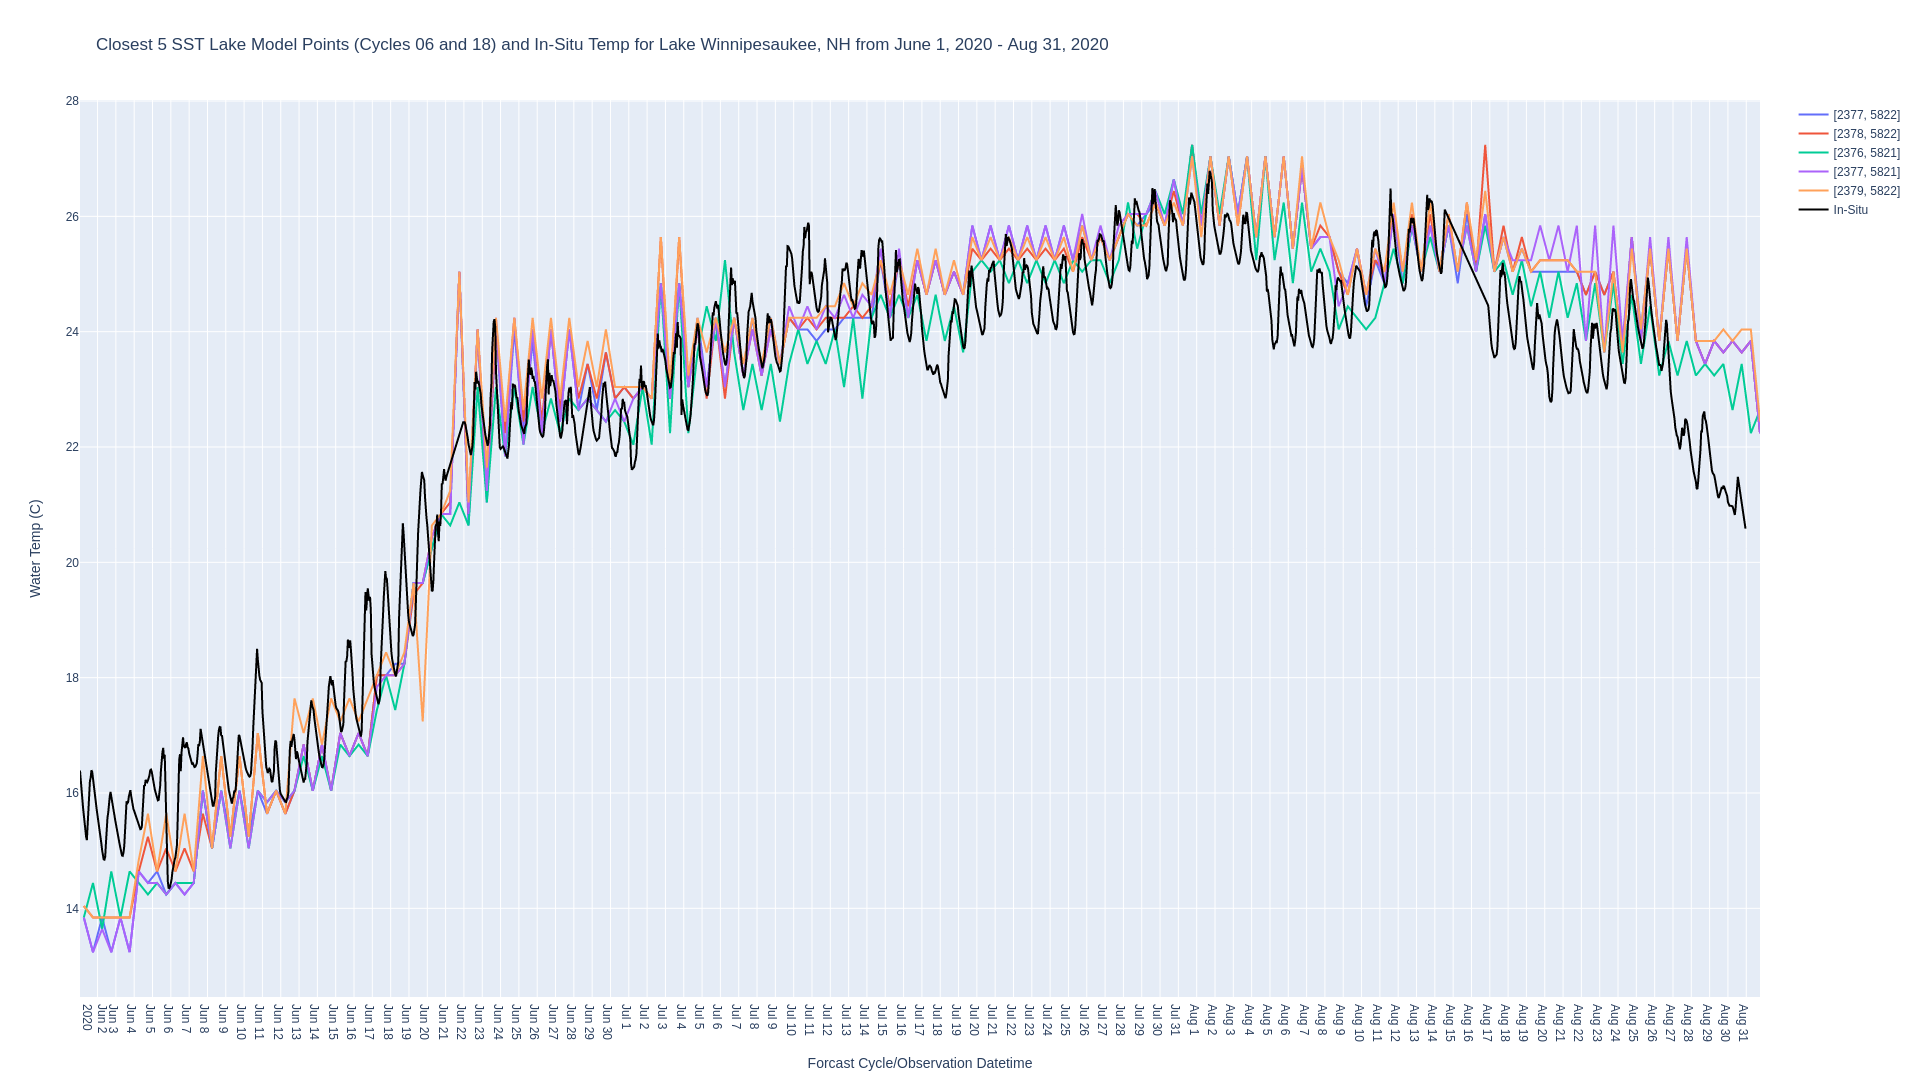 Closest 5 SST Lake Model Points (Cycles 06 and 18) and In-Situ Temp for Lake Winnipesaukee, NH from June 1, 2020 - Aug 31, 2020
[2377, 5822]
[2378, 5822]
[2376, 5821]
[2377, 5821]
[2379, 5822]
In-Situ
Water Temp (C)
28
26
24
22
20
18
16
14
2020
Jun 2
Jun 3
Jun 4
Jun 5
Jun 6
Jun 7
Jun 8
Jun 9
Jun 10
Jun 11
Jun 12
Jun 13
Jun 14
Jun 15
Jun 16
Jun 17
Jun 18
Jun 19
Jun 20
Jun 21
Jun 22
Jun 23
Jun 24
Jun 25
Jun 26
Jun 27
Jun 28
Jun 29
Jun 30
Jul 1
Jul 2
Jul 3
Jul 4
Jul 5
Jul 6
Jul 7
Jul 8
Jul 9
Jul 10
Jul 11
Jul 12
Jul 13
Jul 14
Jul 15
Jul 16
Jul 17
Jul 18
Jul 19
Jul 20
Jul 21
Jul 22
Jul 23
Jul 24
Jul 25
Jul 26
Jul 27
Jul 28
Jul 29
Jul 30
Jul 31
Aug 1
Aug 2
Aug 3
Aug 4
Aug 5
Aug 6
Aug 7
Aug 8
Aug 9
Aug 10
Aug 11
Aug 12
Aug 13
Aug 14
Aug 15
Aug 16
Aug 17
Aug 18
Aug 19
Aug 20
Aug 21
Aug 22
Aug 23
Aug 24
Aug 25
Aug 26
Aug 27
Aug 28
Aug 29
Aug 30
Aug 31
Forcast Cycle/Observation Datetime